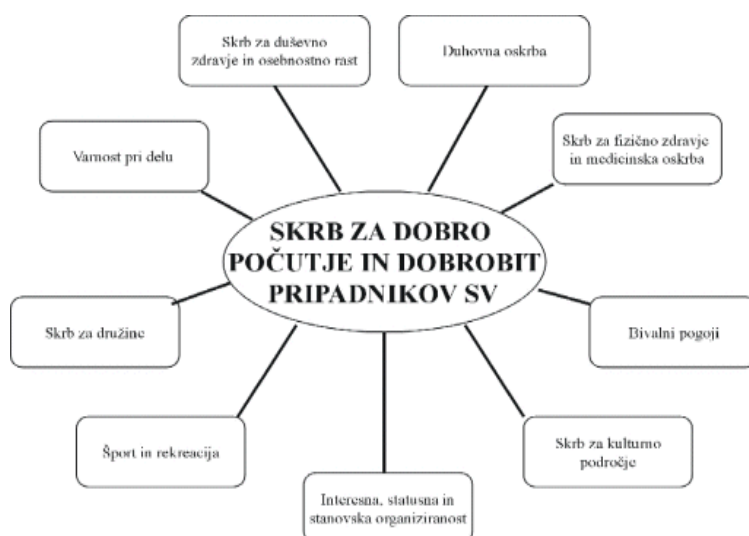 Skrb za duševno
zdravje in osebnostno rast
Duhovna oskrba
Varnost pri delu
Skrb za fizično zdravje
in medicinska oskrba
SKRB ZA DOBRO
POČUTJE IN DOBROBIT
PRIPADNIKOV SV
Skrb za družine
Bivalni pogoji
Šport in rekreacija
Skrb za kulturno
področje
Interesna, statusna in
stanovska organiziranost